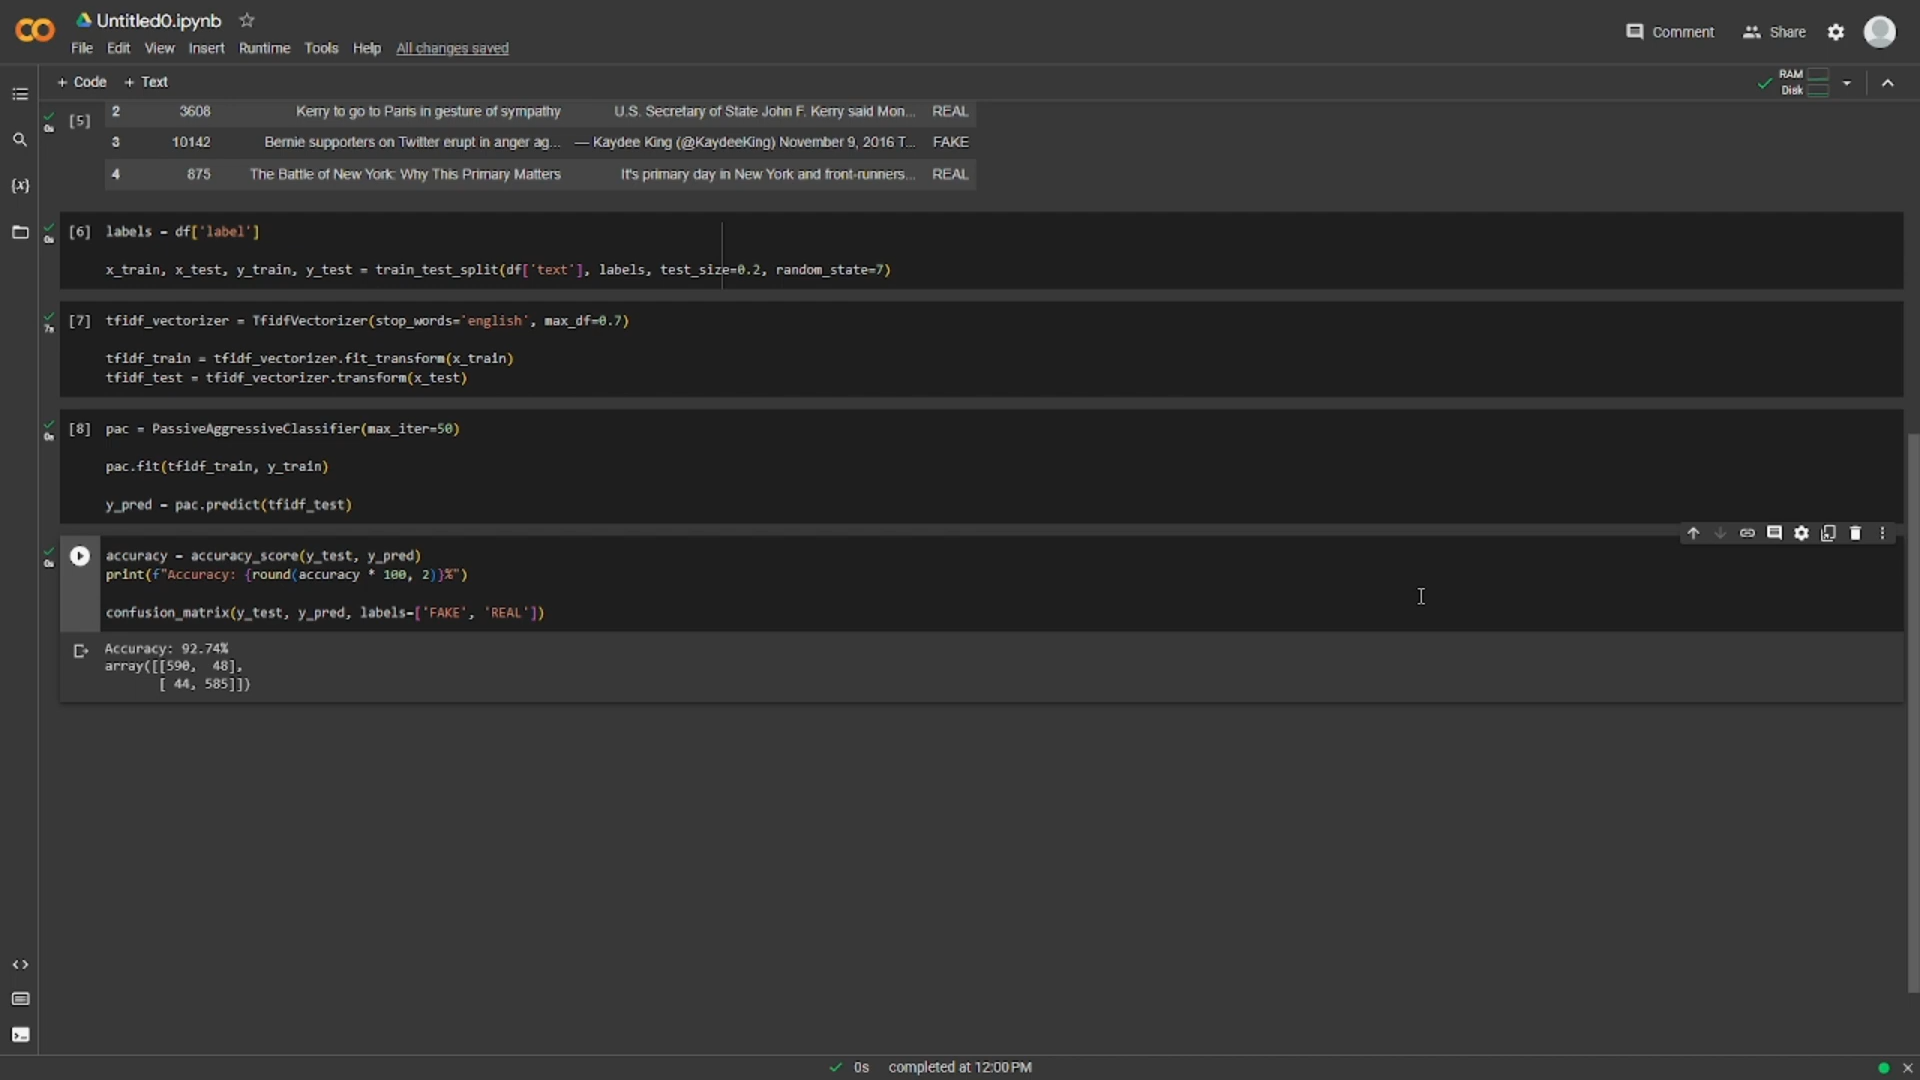 Untitled0.ipynb
File Edit View Insert Runtime Tools Help All changes saved
Comment Share
+ Code + Text
RAM
Disk
[5] 2 3608 Kerry to go to Paris in gesture of sympathy U.S. Secretary of State John F. Kerry said Mon... REAL
0s
3 10142 Bernie supporters on Twitter erupt in anger ag... — Kaydee King (@KaydeeKing) November 9, 2016 T... FAKE
4 875 The Battle of New York: Why This Primary Matters It's primary day in New York and front-runners... REAL
[6] labels = df['label']
0s
x_train, x_test, y_train, y_test = train_test_split(df['text'], labels, test_size=0.2, random_state=7)
[7] tfidf_vectorizer = TfidfVectorizer(stop_words='english', max_df=0.7)
7s
tfidf_train = tfidf_vectorizer.fit_transform(x_train)
tfidf_test = tfidf_vectorizer.transform(x_test)
[8] pac = PassiveAggressiveClassifier(max_iter=50)
0s
pac.fit(tfidf_train, y_train)
y_pred = pac.predict(tfidf_test)
accuracy = accuracy_score(y_test, y_pred)
0s
print(f"Accuracy: {round(accuracy * 100, 2)}%")
confusion_matrix(y_test, y_pred, labels=['FAKE', 'REAL'])
Accuracy: 92.74%
array([[590, 48],
[ 44, 585]])
0s completed at 12:00 PM